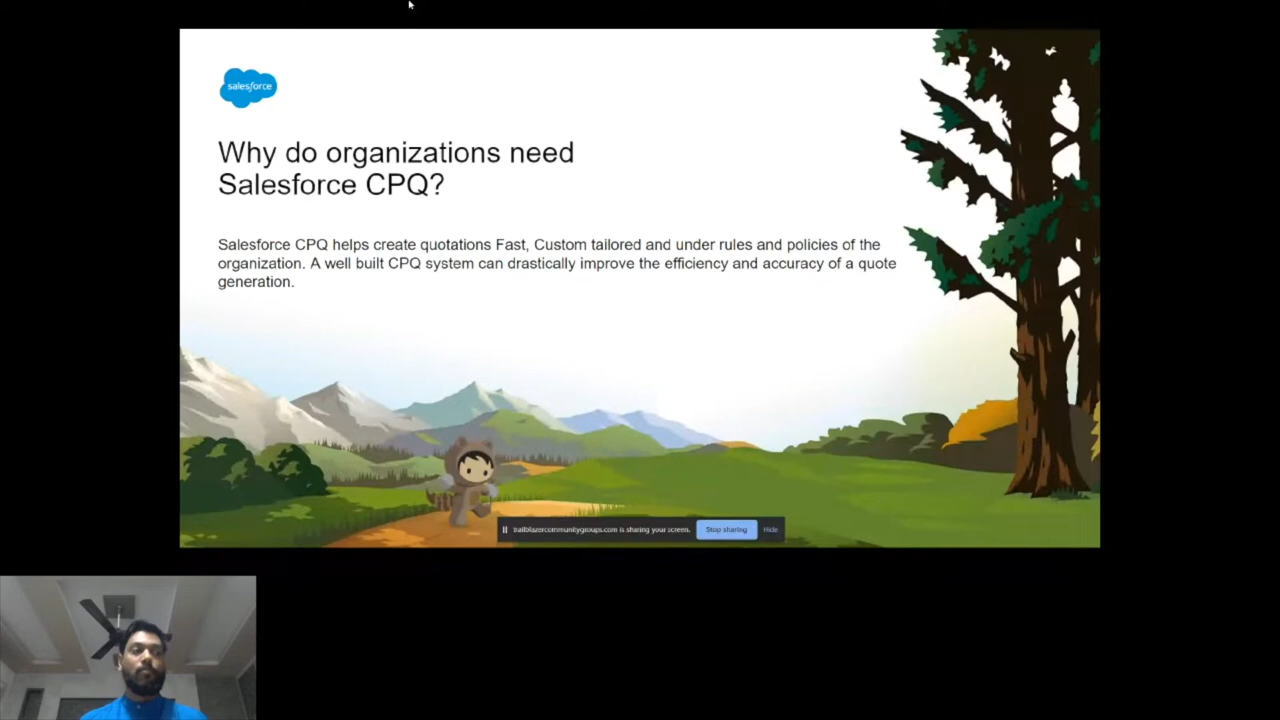 salesforce
Why do organizations need
Salesforce CPQ?
Salesforce CPQ helps create quotations Fast, Custom tailored and under rules and policies of the
organization. A well built CPQ system can drastically improve the efficiency and accuracy of a quote
generation.
trailblazercommunitygroups.com is sharing your screen. Stop sharing Hide